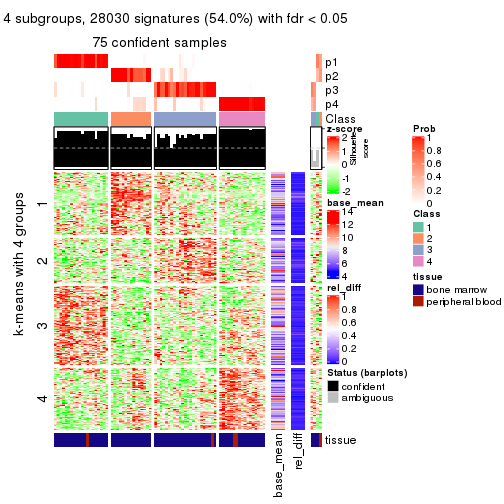 4 subgroups, 28030 signatures (54.0%) with fdr < 0.05
75 confident samples
p1
p2
p3
p4
Class
Silhouette
score
k-means with 4 groups
1
2
3
4
base_mean
rel_diff
tissue
z-score
2
1
0
-1
-2
base_mean
14
12
10
8
6
4
rel_diff
1
0.8
0.6
0.4
0.2
0
Status (barplots)
confident
ambiguous
Prob
1
0.8
0.6
0.4
0.2
0
Class
1
2
3
4
tissue
bone marrow
peripheral blood